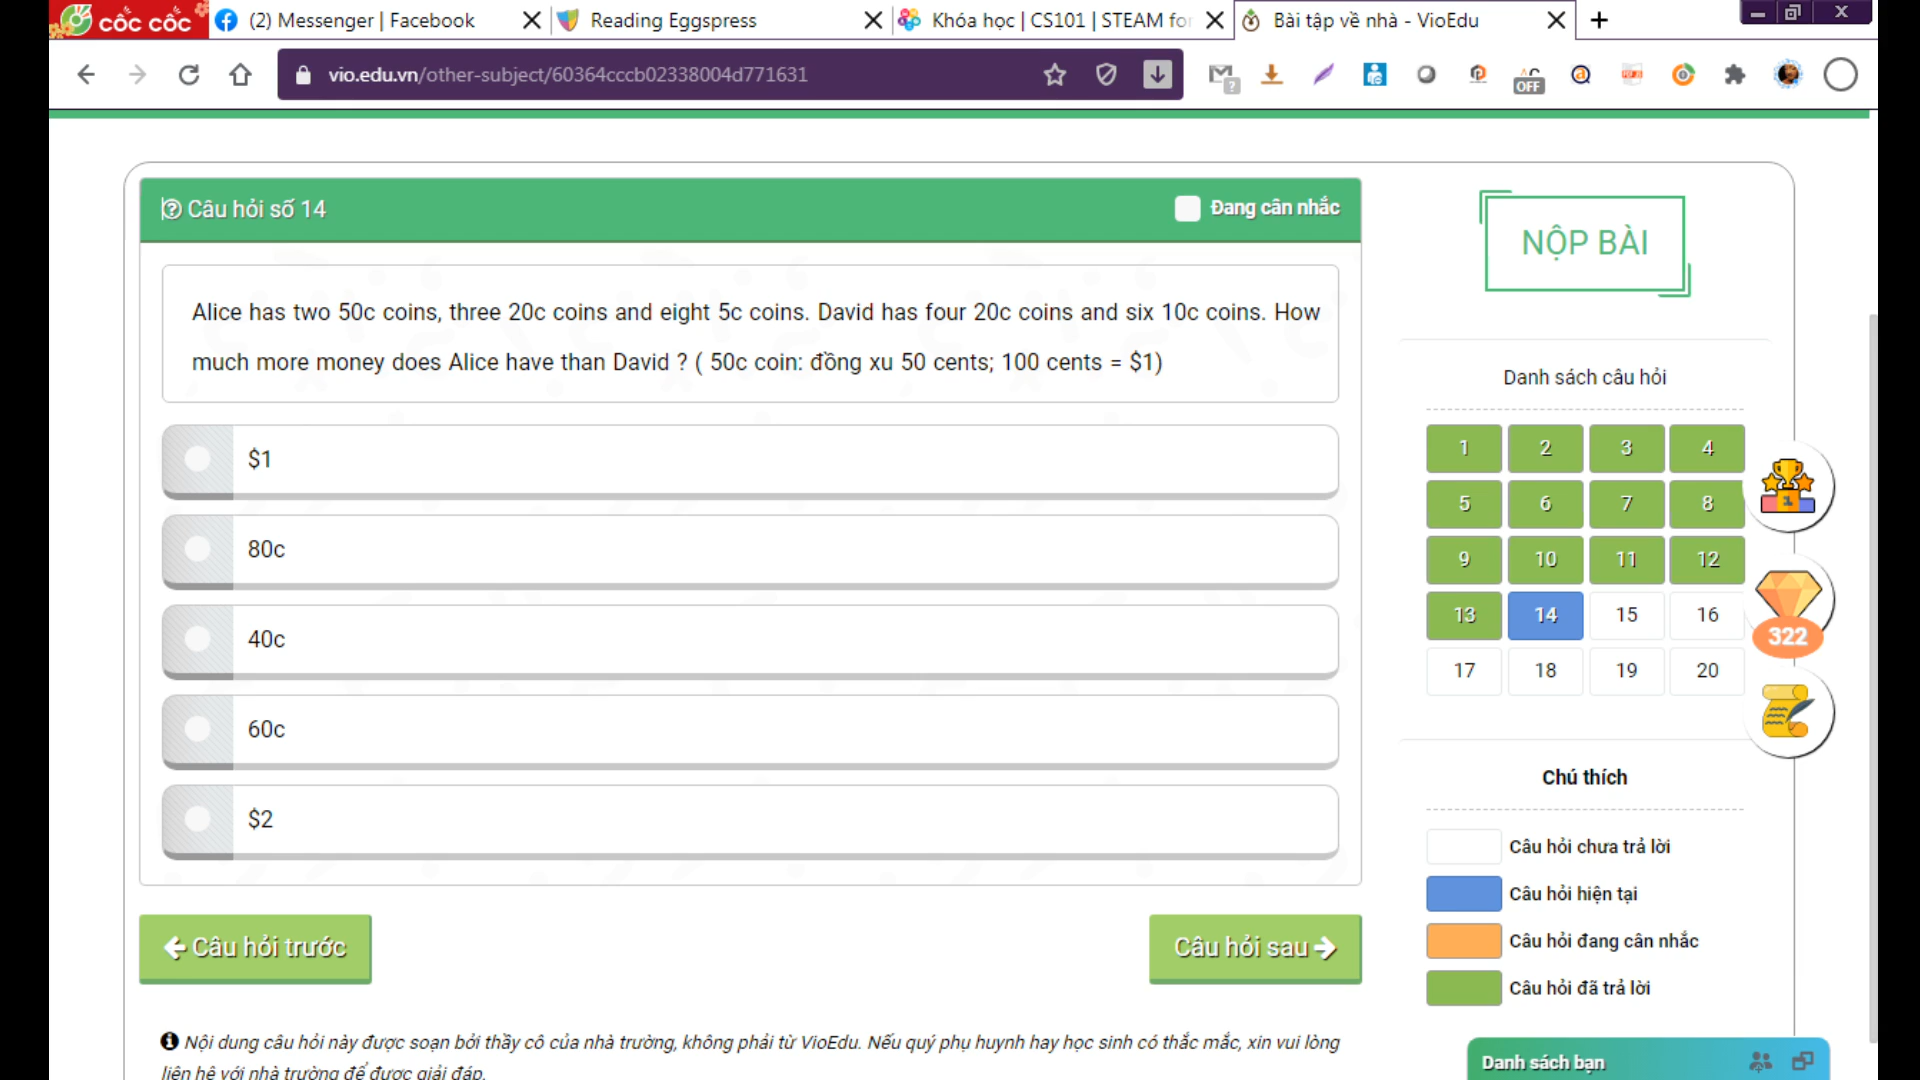 cốc cốc
(2) Messenger | Facebook
Reading Eggspress
Khóa học | CS101 | STEAM for
Bài tập về nhà - VioEdu
vio.edu.vn/other-subject/60364cccb02338004d771631
OFF
Câu hỏi số 14
Đang cân nhắc
Alice has two 50c coins, three 20c coins and eight 5c coins. David has four 20c coins and six 10c coins. How
much more money does Alice have than David ? ( 50c coin: đồng xu 50 cents; 100 cents = $1)
$1
80c
40c
60c
$2
Câu hỏi trước
Câu hỏi sau
Nội dung câu hỏi này được soạn bởi thầy cô của nhà trường, không phải từ VioEdu. Nếu quý phụ huynh hay học sinh có thắc mắc, xin vui lòng
liên hệ với nhà trường để được giải đáp.
NỘP BÀI
Danh sách câu hỏi
1 2 3 4
5 6 7 8
9 10 11 12
13 14 15 16
17 18 19 20
1
322
Chú thích
Câu hỏi chưa trả lời
Câu hỏi hiện tại
Câu hỏi đang cân nhắc
Câu hỏi đã trả lời
Danh sách bạn